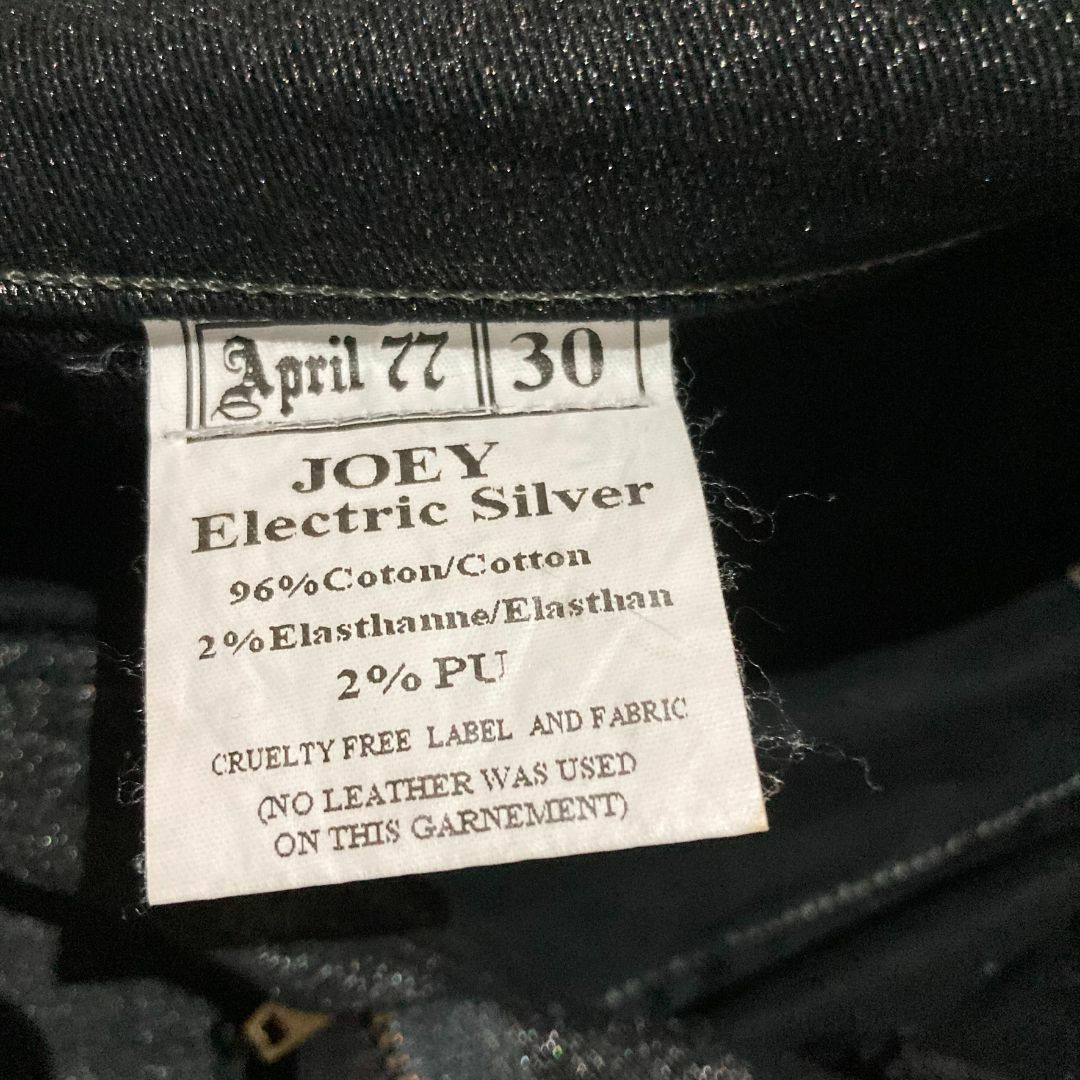 April 77 30
JOEY
Electric Silver
96%Coton/Cotton
2%Elasthanne/Elasthan
2% PU
CRUELTY FREE LABEL AND FABRIC
(NO LEATHER WAS USED
ON THIS GARNEMENT)